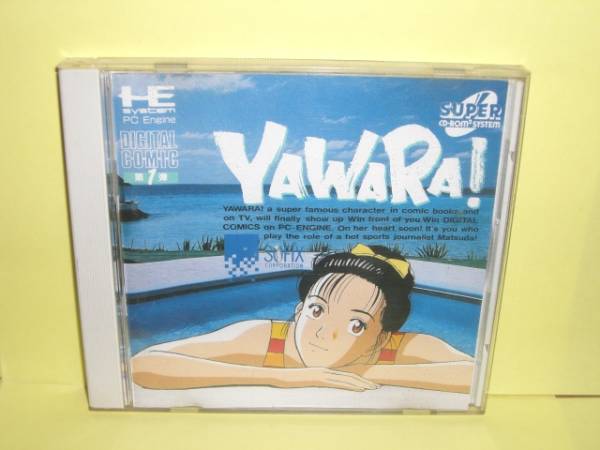 HE
system
PC Engine
SUPER
CD-ROM² SYSTEM
DIGITAL
COMIC
第1弾
YAWARA!
YAWARA! a super famous character in comic books and
on TV, will finally show up Win front of you Win DIGITAL
COMICS on PC-ENGINE. On her heart soon! It's you who
play the role of a hot sports journalist Matsuda!
SOFIX
CORPORATION